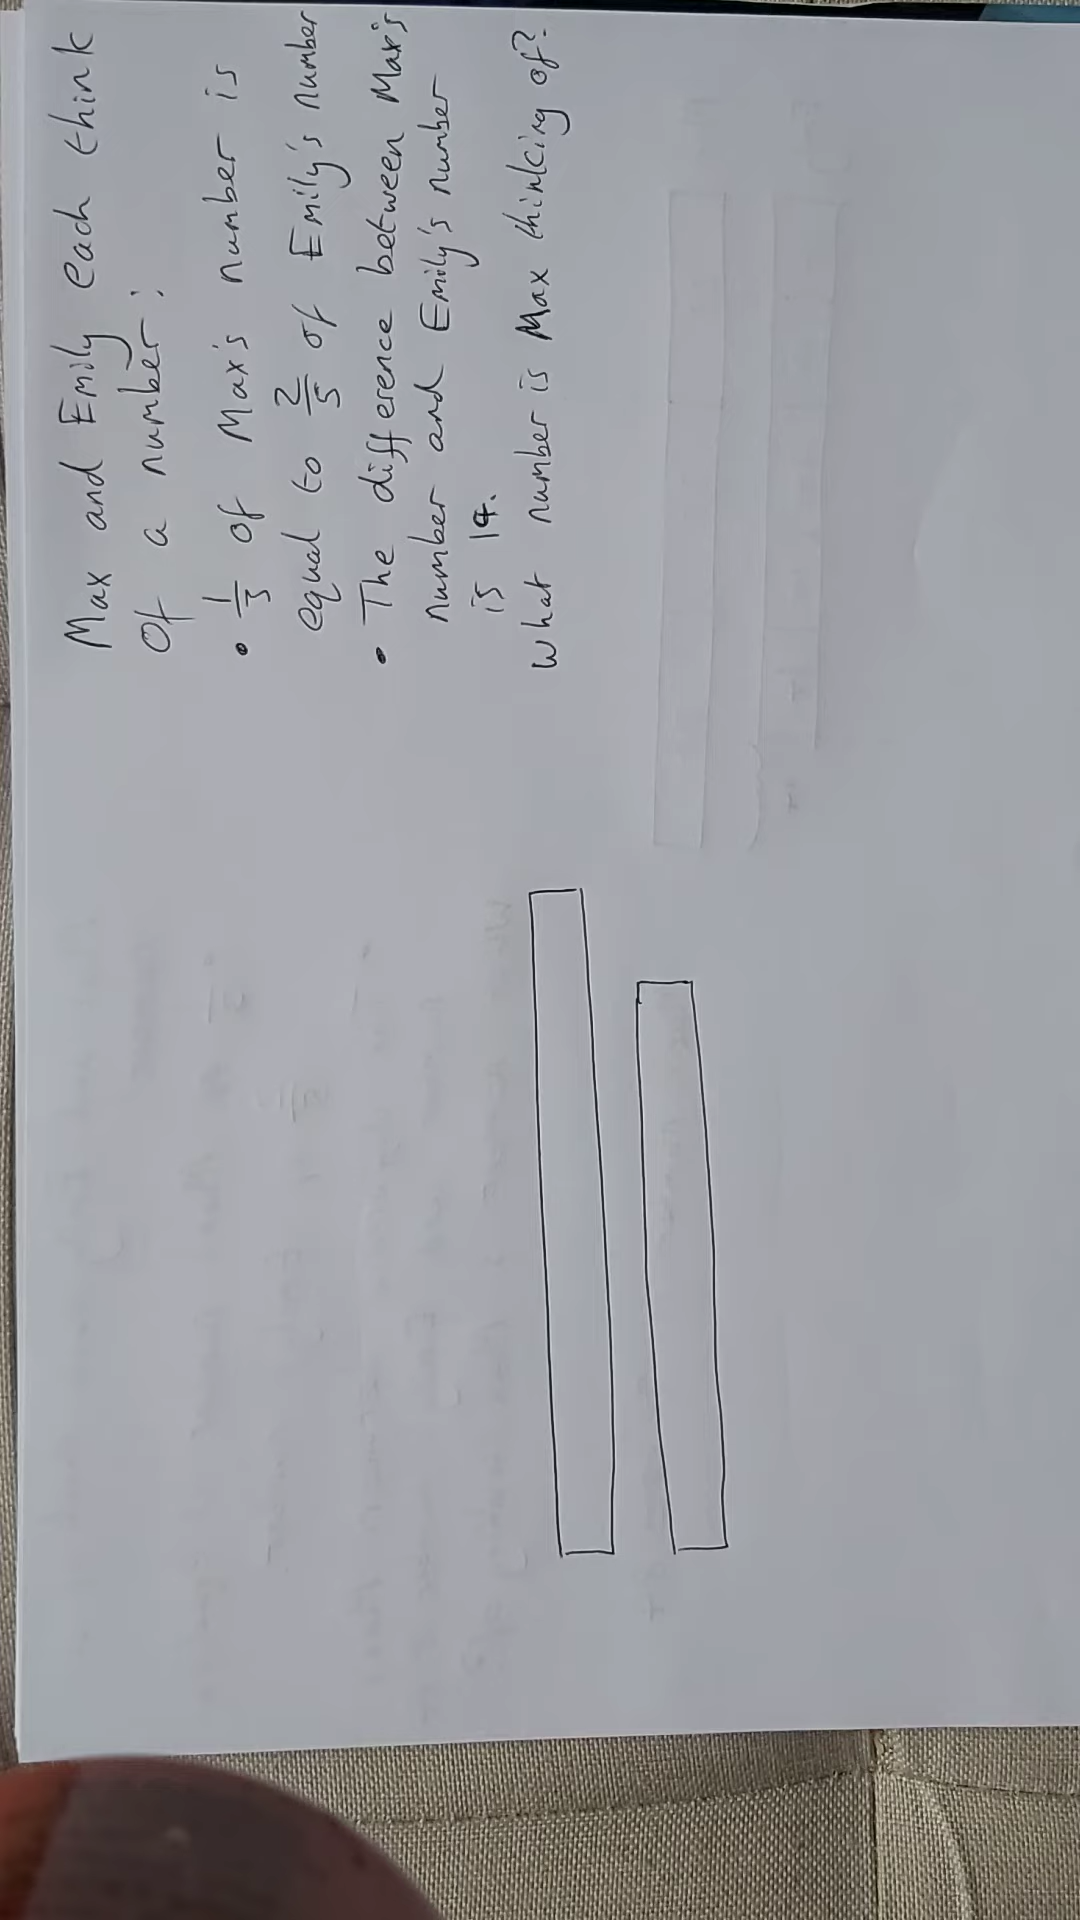 Max and Emily each think
of a number:
• 1/3 of Max's number is
equal to 2/5 of Emily's number
• The difference between Max's
number and Emily's number
is 14.
What number is Max thinking of?